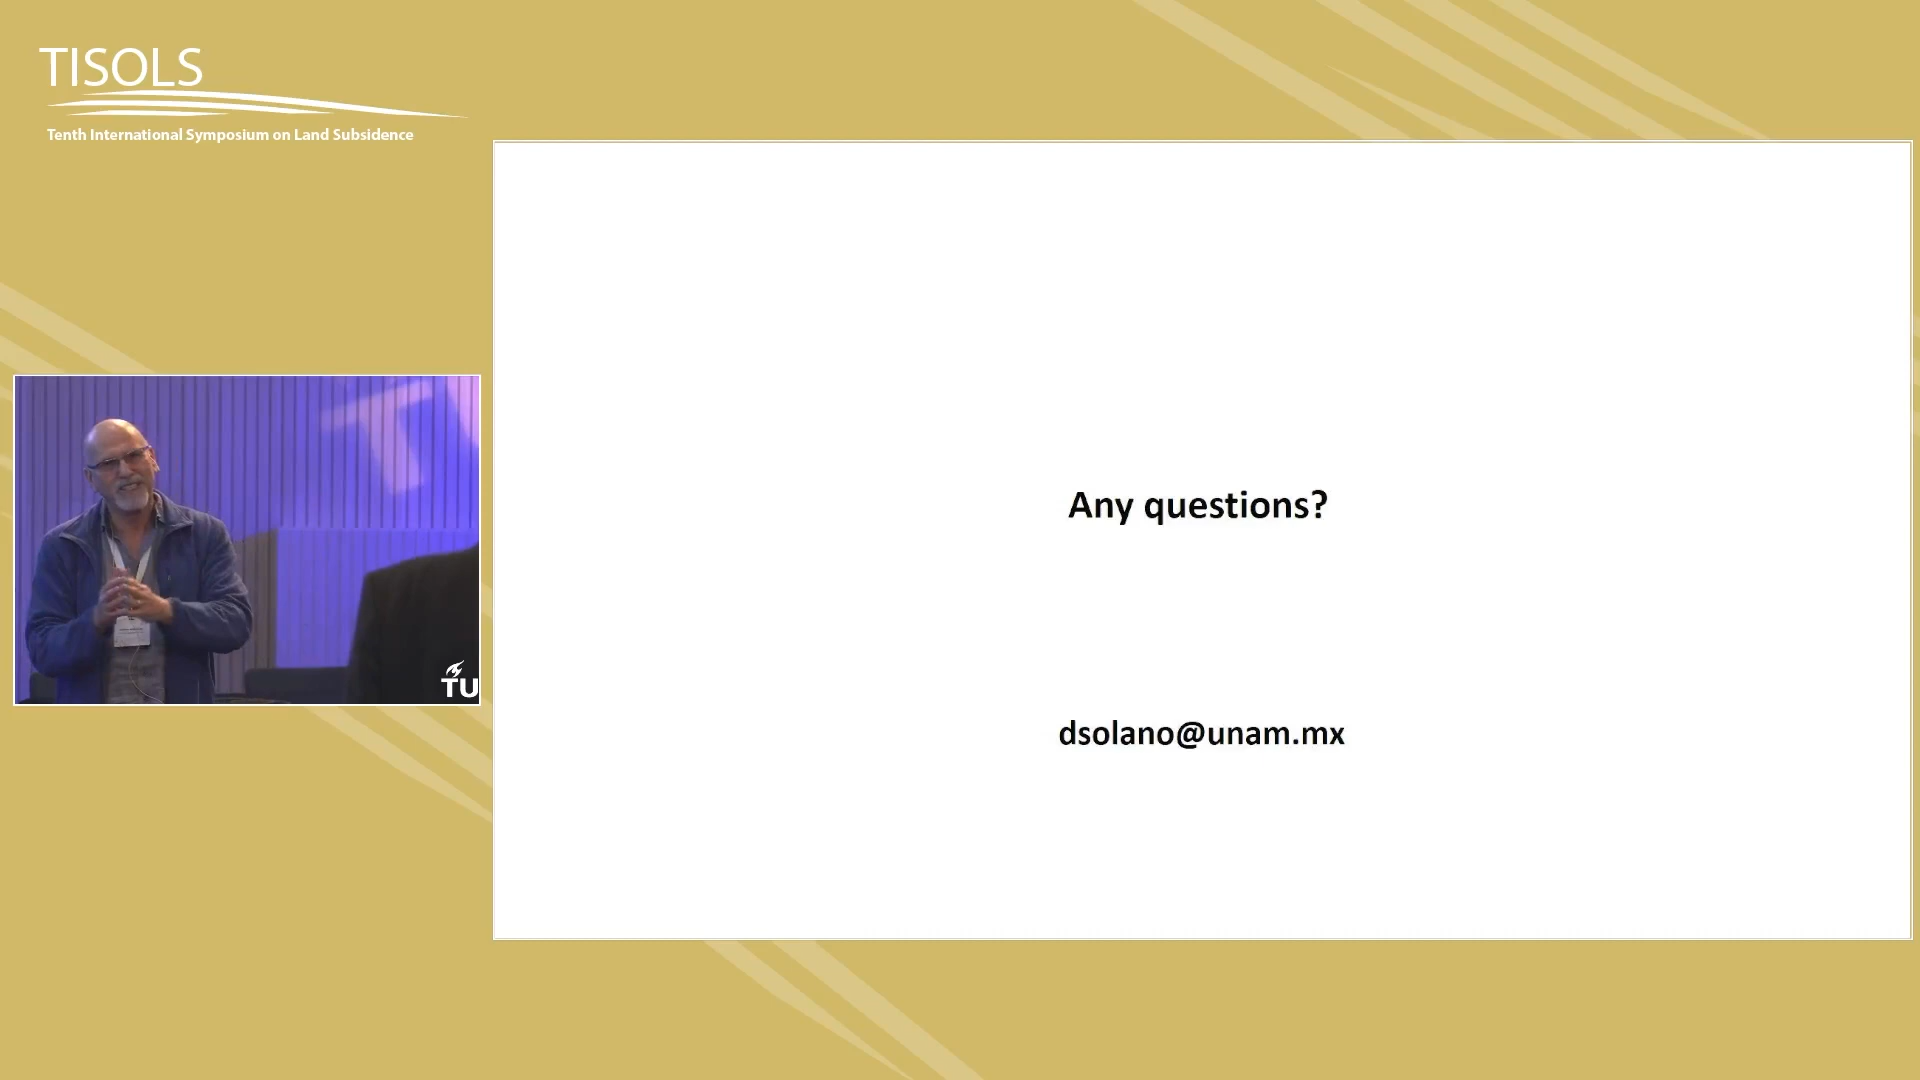 TISOLS
Tenth International Symposium on Land Subsidence
Any questions?
dsolano@unam.mx
TU